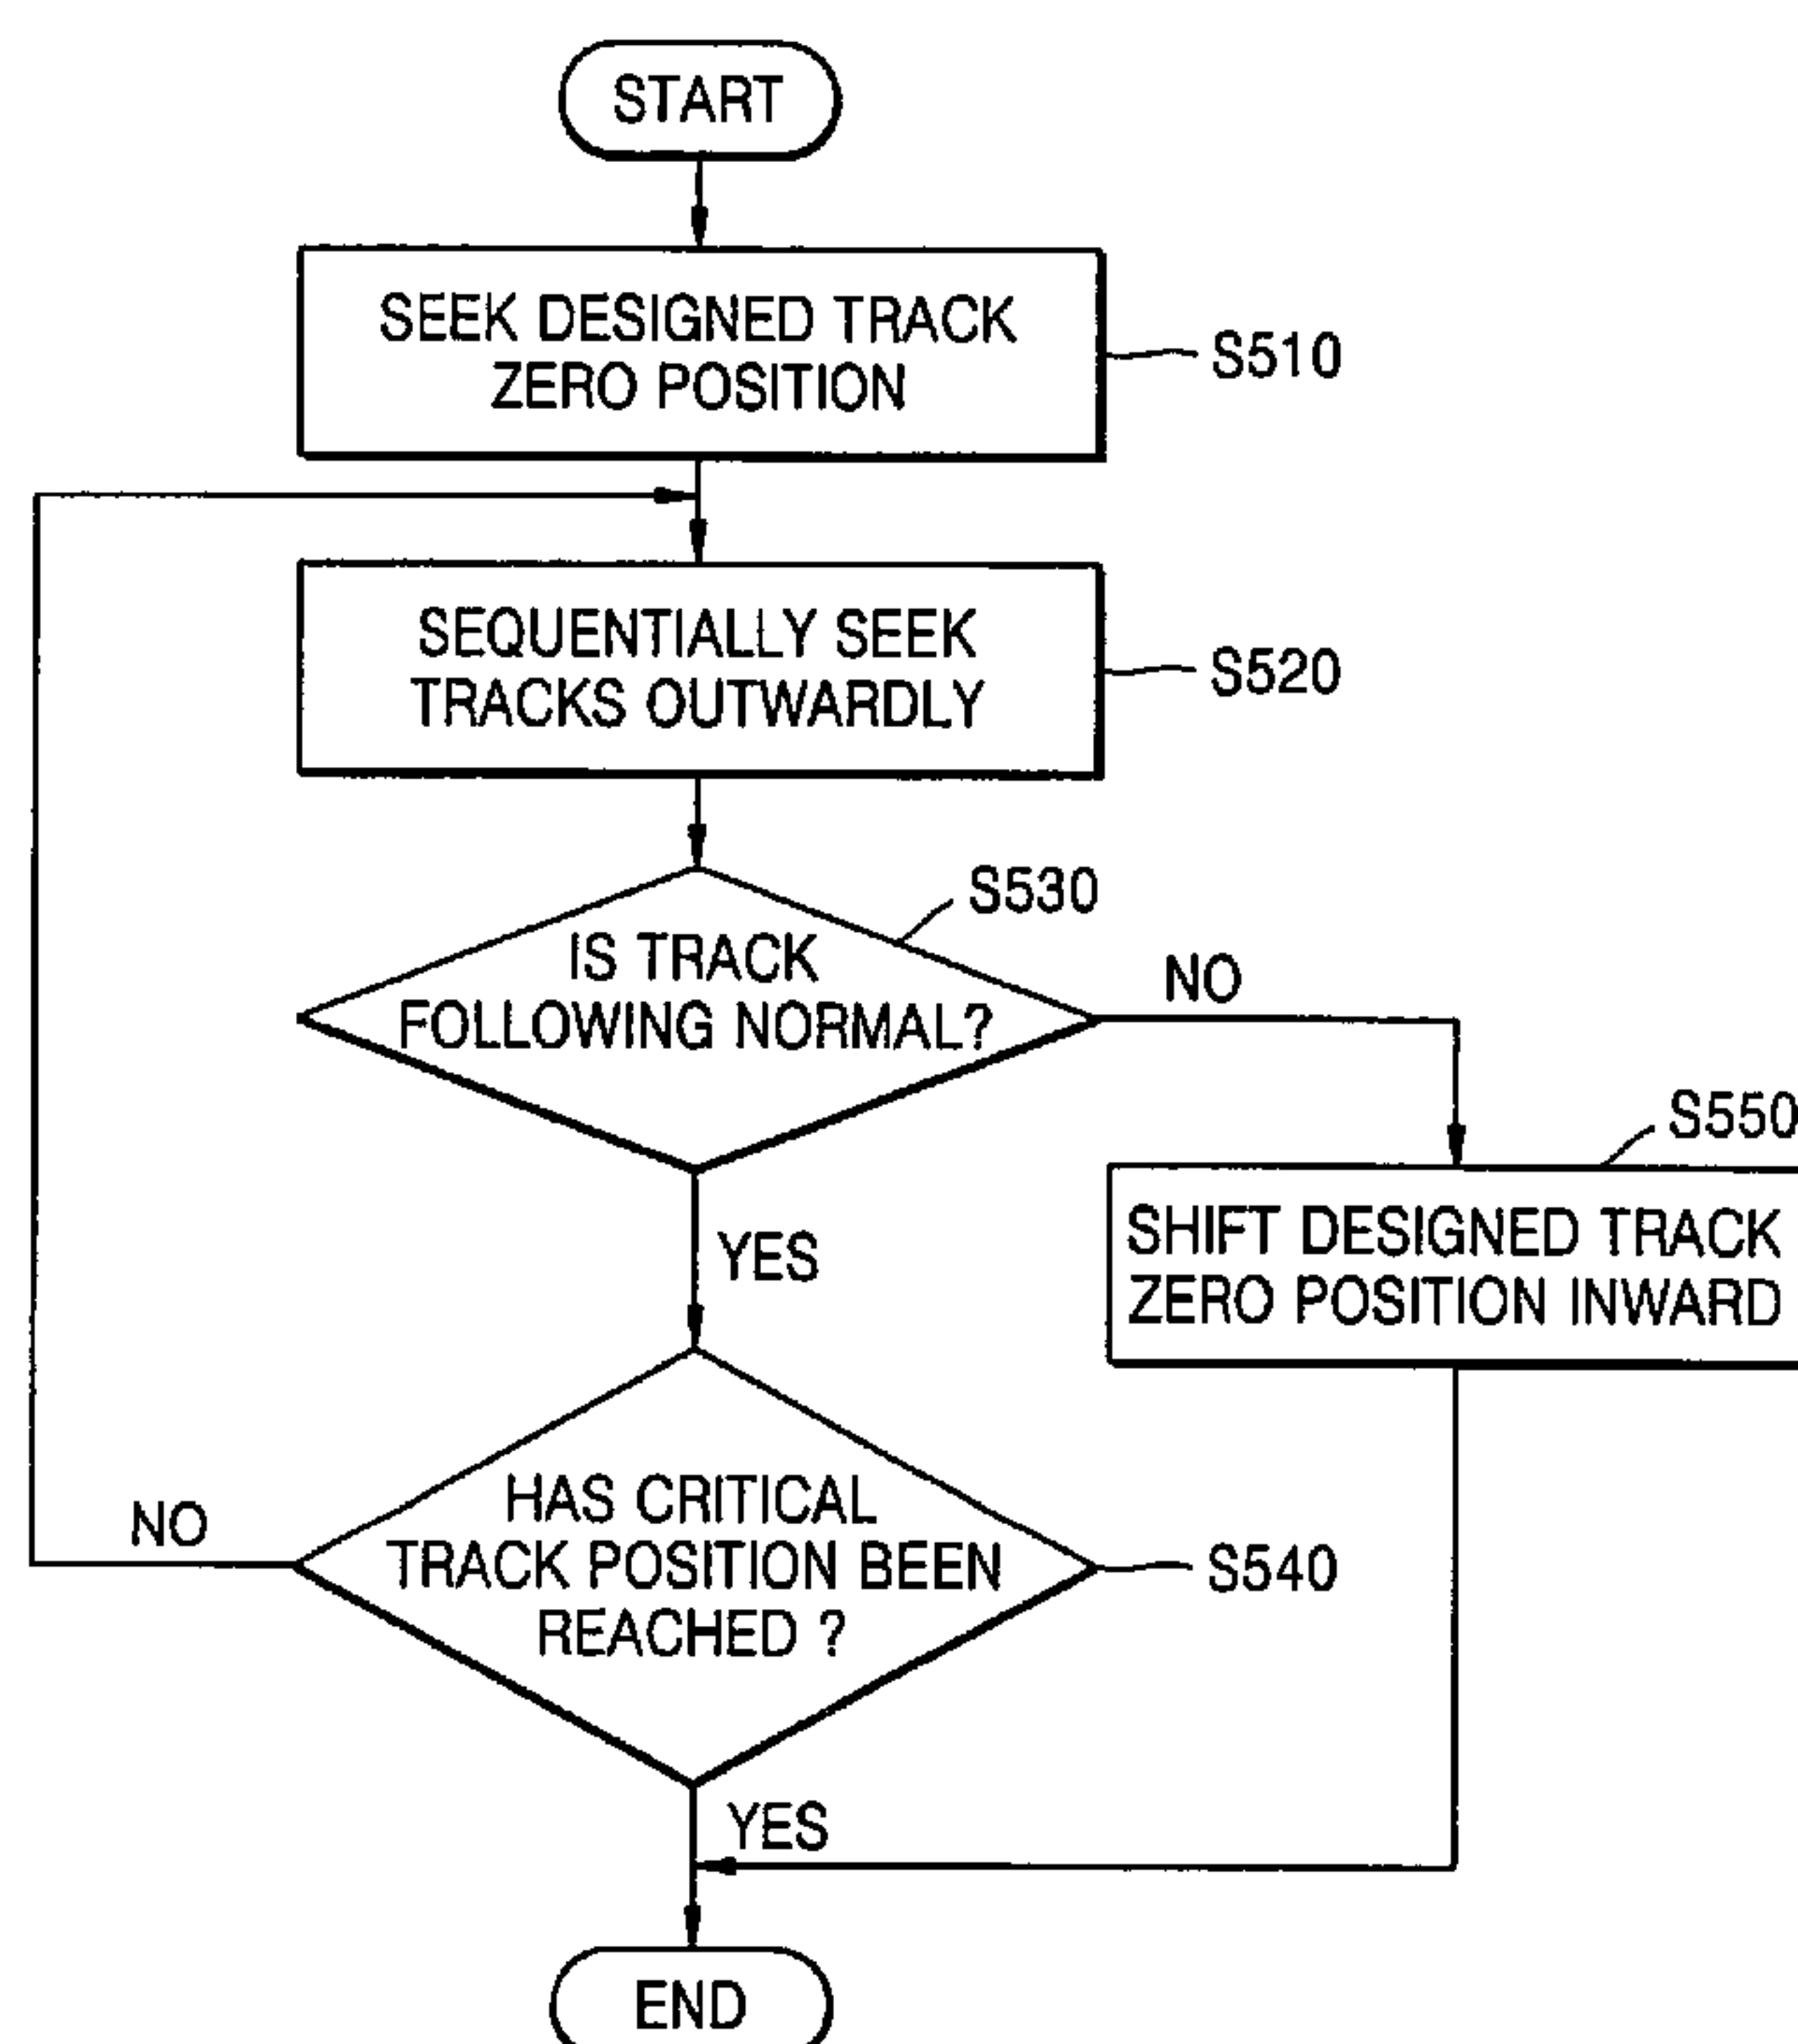 START
SEEK DESIGNED TRACK
ZERO POSITION
S510
SEQUENTIALLY SEEK
TRACKS OUTWARDLY
S520
S530
IS TRACK
FOLLOWING NORMAL?
NO
S550
SHIFT DESIGNED TRACK
ZERO POSITION INWARD
YES
HAS CRITICAL
TRACK POSITION BEEN
REACHED ?
NO
S540
YES
END